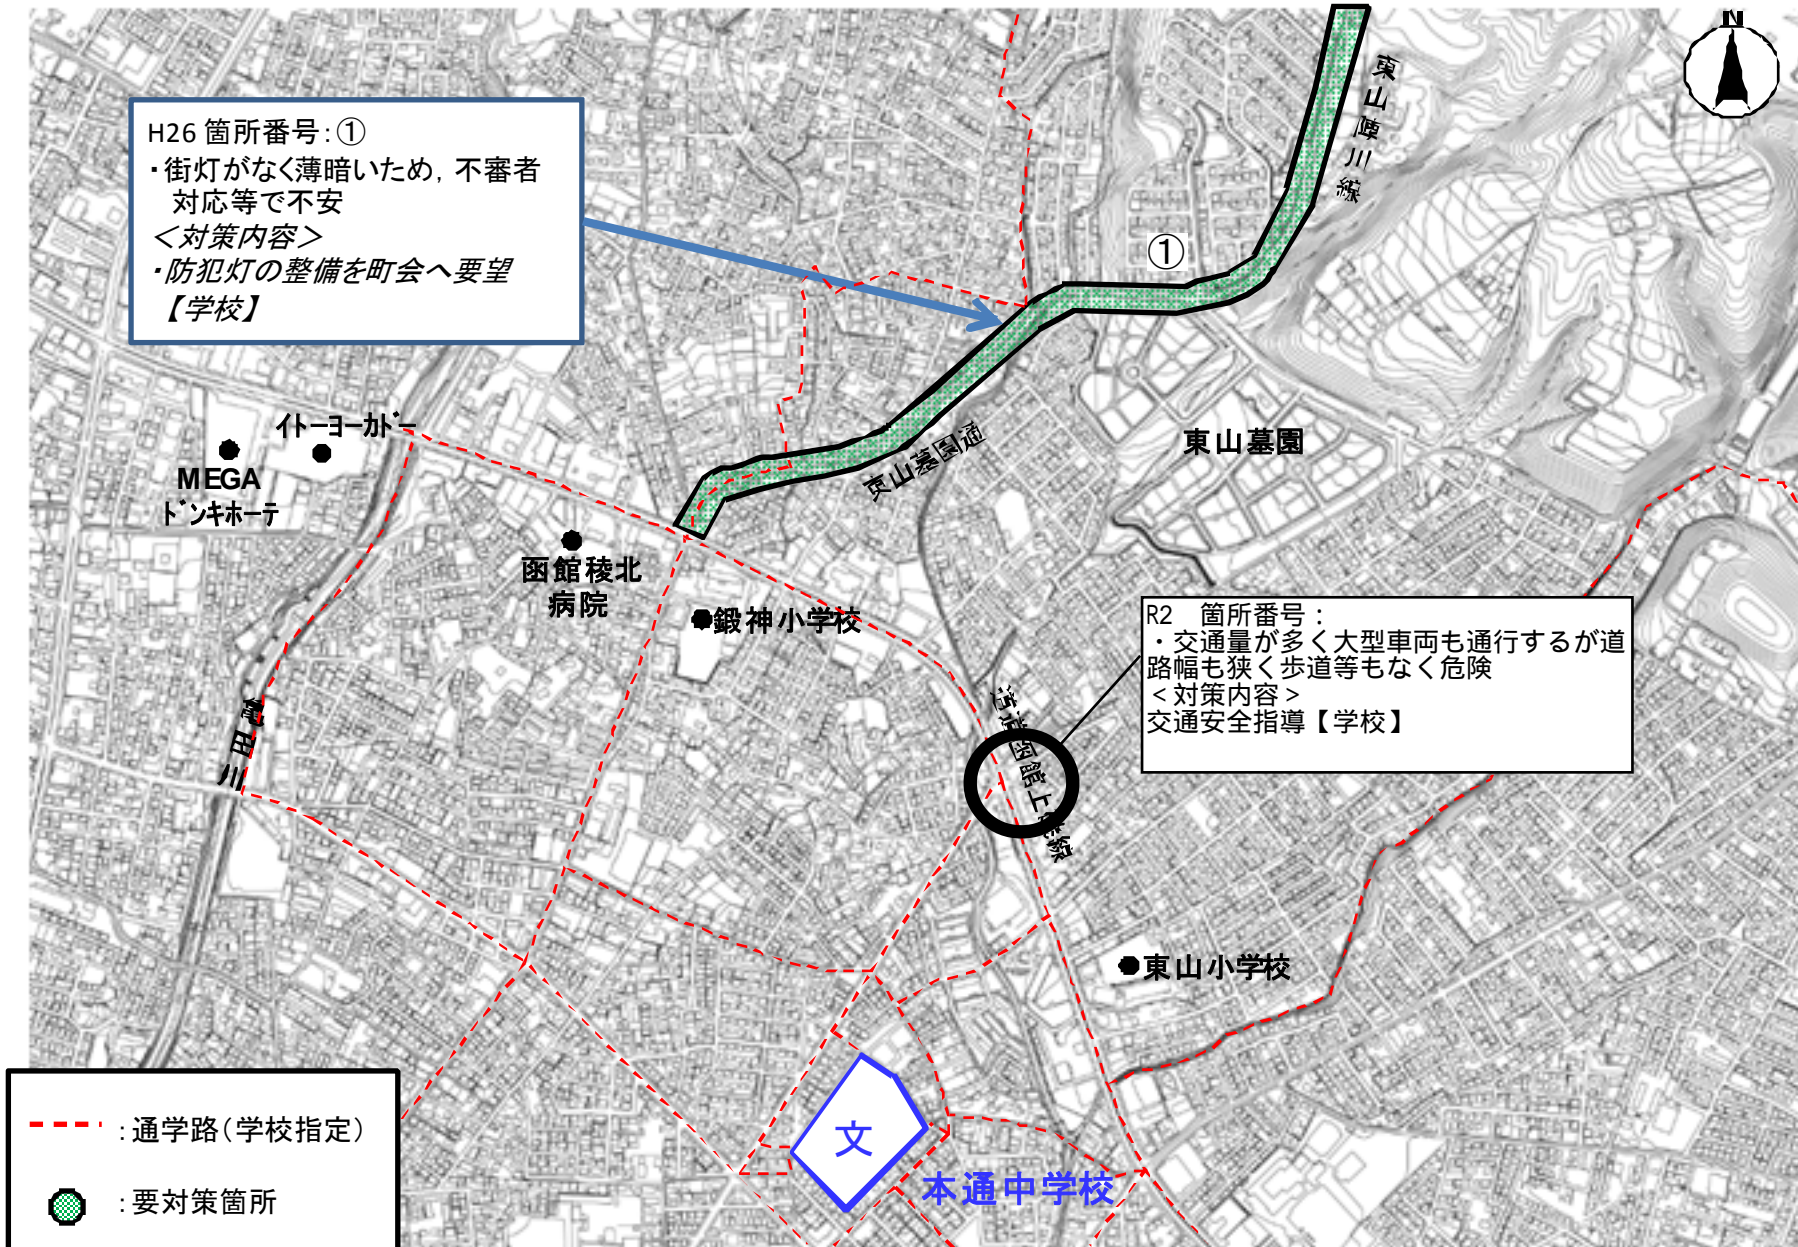 N
東山陣川線
H26 箇所番号：①
・街灯がなく薄暗いため，不審者
対応等で不安
＜対策内容＞
・防犯灯の整備を町会へ要望
【学校】
①
イトーヨーカドー
MEGA
ドンキホーテ
東山墓園通
東山墓園
函館稜北
病院
鍛神小学校
R2　箇所番号：
・交通量が多く大型車両も通行するが道
路幅も狭く歩道等もなく危険
＜対策内容＞
交通安全指導【学校】
亀田川
道道函館上磯線
東山小学校
文
本通中学校
：通学路（学校指定）
：要対策箇所